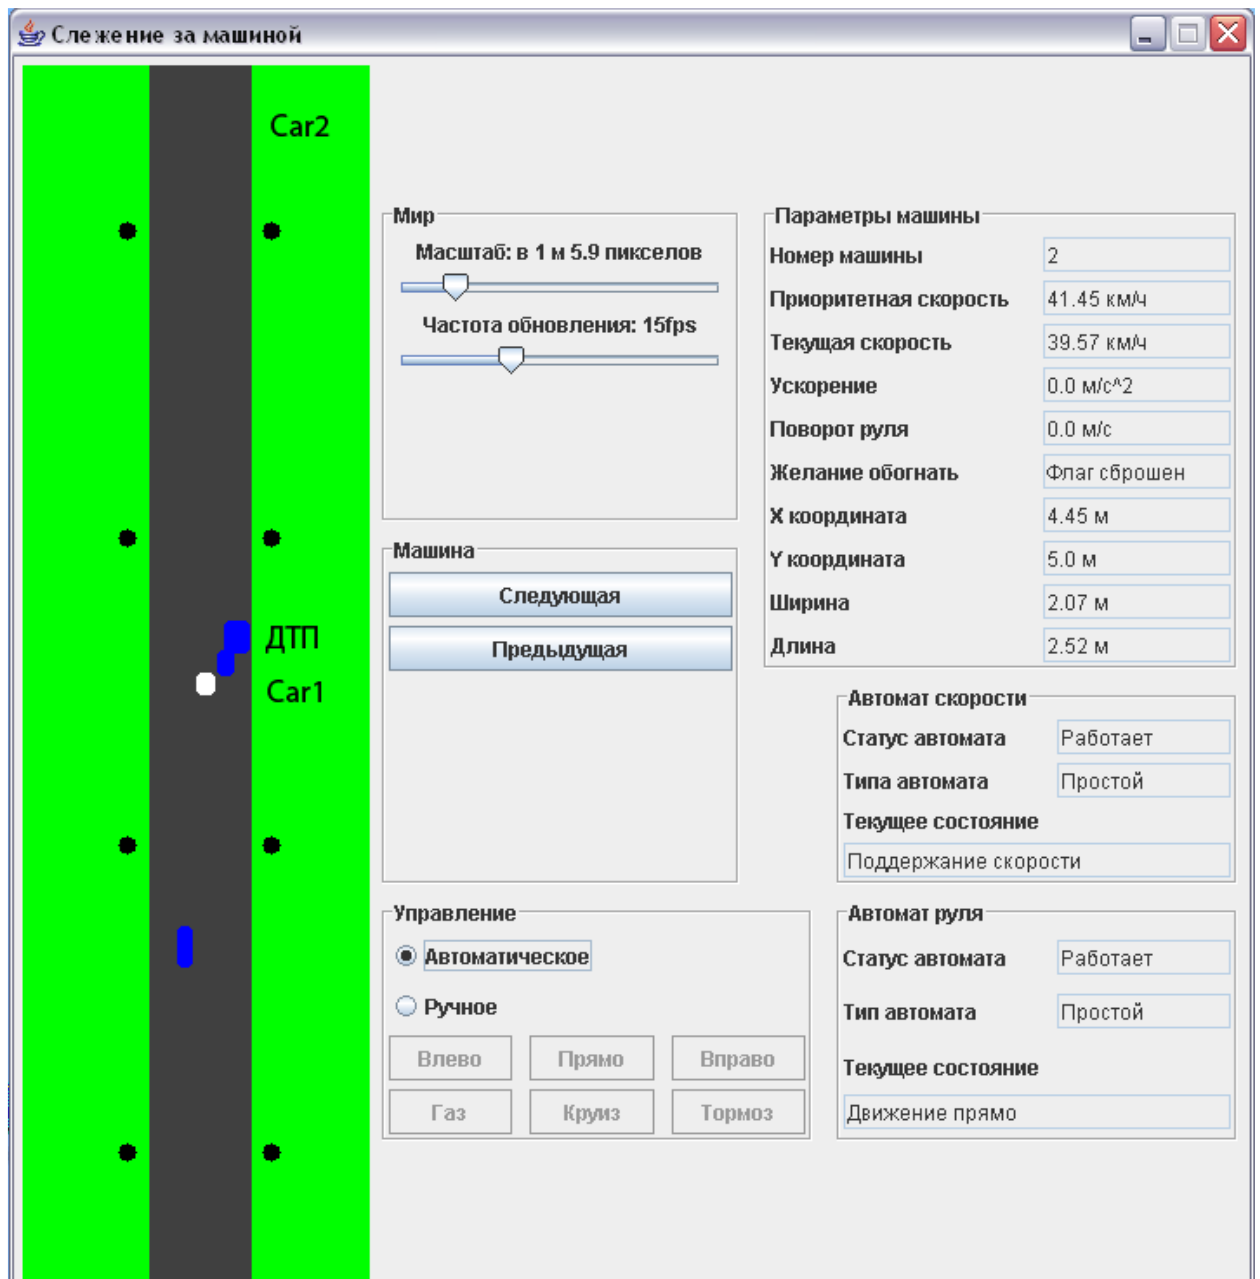 Слежение за машиной
Car2
ДТП
Car1
Мир
Масштаб: в 1 м 5.9 пикселов
Частота обновления: 15fps
Машина
Следующая
Предыдущая
Управление
Автоматическое
Ручное
Влево Прямо Вправо
Газ Круиз Тормоз
Параметры машины
Номер машины 2
Приоритетная скорость 41.45 км/ч
Текущая скорость 39.57 км/ч
Ускорение 0.0 м/с^2
Поворот руля 0.0 м/с
Желание обогнать Флаг сброшен
X координата 4.45 м
Y координата 5.0 м
Ширина 2.07 м
Длина 2.52 м
Автомат скорости
Статус автомата Работает
Типа автомата Простой
Текущее состояние
Поддержание скорости
Автомат руля
Статус автомата Работает
Тип автомата Простой
Текущее состояние
Движение прямо